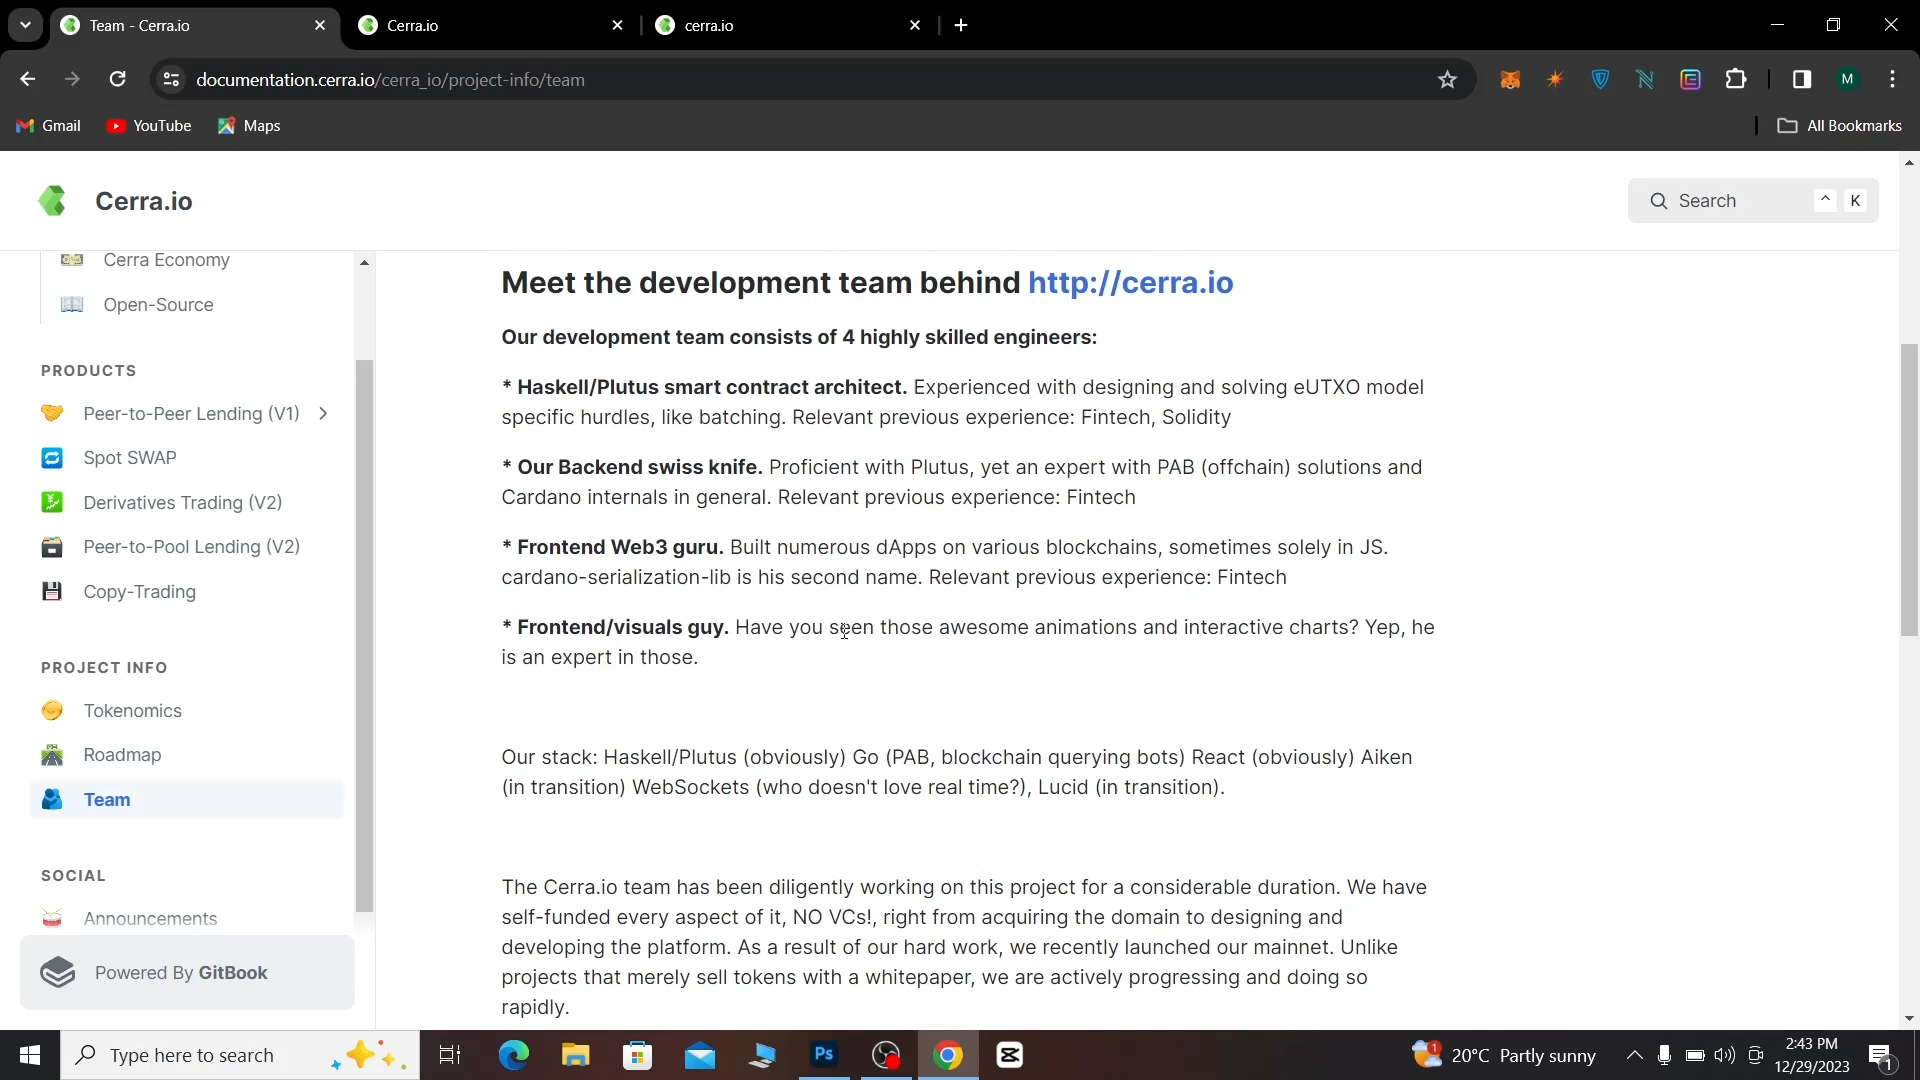 Team - Cerra.io
Cerra.io
cerra.io
documentation.cerra.io/cerra_io/project-info/team
M
Gmail
YouTube
Maps
All Bookmarks
Cerra.io
Search
^
K
Cerra Economy
Open-Source
PRODUCTS
Peer-to-Peer Lending (V1)
Spot SWAP
Derivatives Trading (V2)
Peer-to-Pool Lending (V2)
Copy-Trading
PROJECT INFO
Tokenomics
Roadmap
Team
SOCIAL
Announcements
Powered By GitBook
Meet the development team behind http://cerra.io
Our development team consists of 4 highly skilled engineers:
* Haskell/Plutus smart contract architect. Experienced with designing and solving eUTXO model
specific hurdles, like batching. Relevant previous experience: Fintech, Solidity
* Our Backend swiss knife. Proficient with Plutus, yet an expert with PAB (offchain) solutions and
Cardano internals in general. Relevant previous experience: Fintech
* Frontend Web3 guru. Built numerous dApps on various blockchains, sometimes solely in JS.
cardano-serialization-lib is his second name. Relevant previous experience: Fintech
* Frontend/visuals guy. Have you seen those awesome animations and interactive charts? Yep, he
is an expert in those.
Our stack: Haskell/Plutus (obviously) Go (PAB, blockchain querying bots) React (obviously) Aiken
(in transition) WebSockets (who doesn't love real time?), Lucid (in transition).
The Cerra.io team has been diligently working on this project for a considerable duration. We have
self-funded every aspect of it, NO VCs!, right from acquiring the domain to designing and
developing the platform. As a result of our hard work, we recently launched our mainnet. Unlike
projects that merely sell tokens with a whitepaper, we are actively progressing and doing so
rapidly.
Type here to search
Ps
1
20°C Partly sunny
2:43 PM
12/29/2023
1